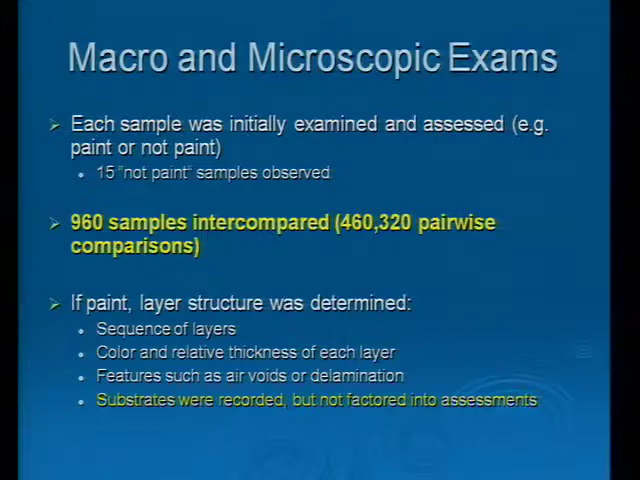 Macro and Microscopic Exams
Each sample was initially examined and assessed (e.g.
paint or not paint)
15 "not paint" samples observed
960 samples intercompared (460,320 pairwise
comparisons)
If paint, layer structure was determined:
Sequence of layers
Color and relative thickness of each layer
Features such as air voids or delamination
Substrates were recorded, but not factored into assessments